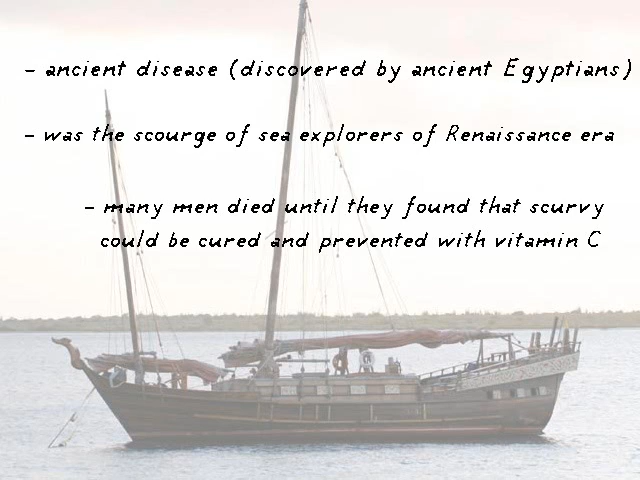 - ancient disease (discovered by ancient Egyptians)
- was the scourge of sea explorers of Renaissance era
- many men died until they found that scurvy
could be cured and prevented with vitamin C